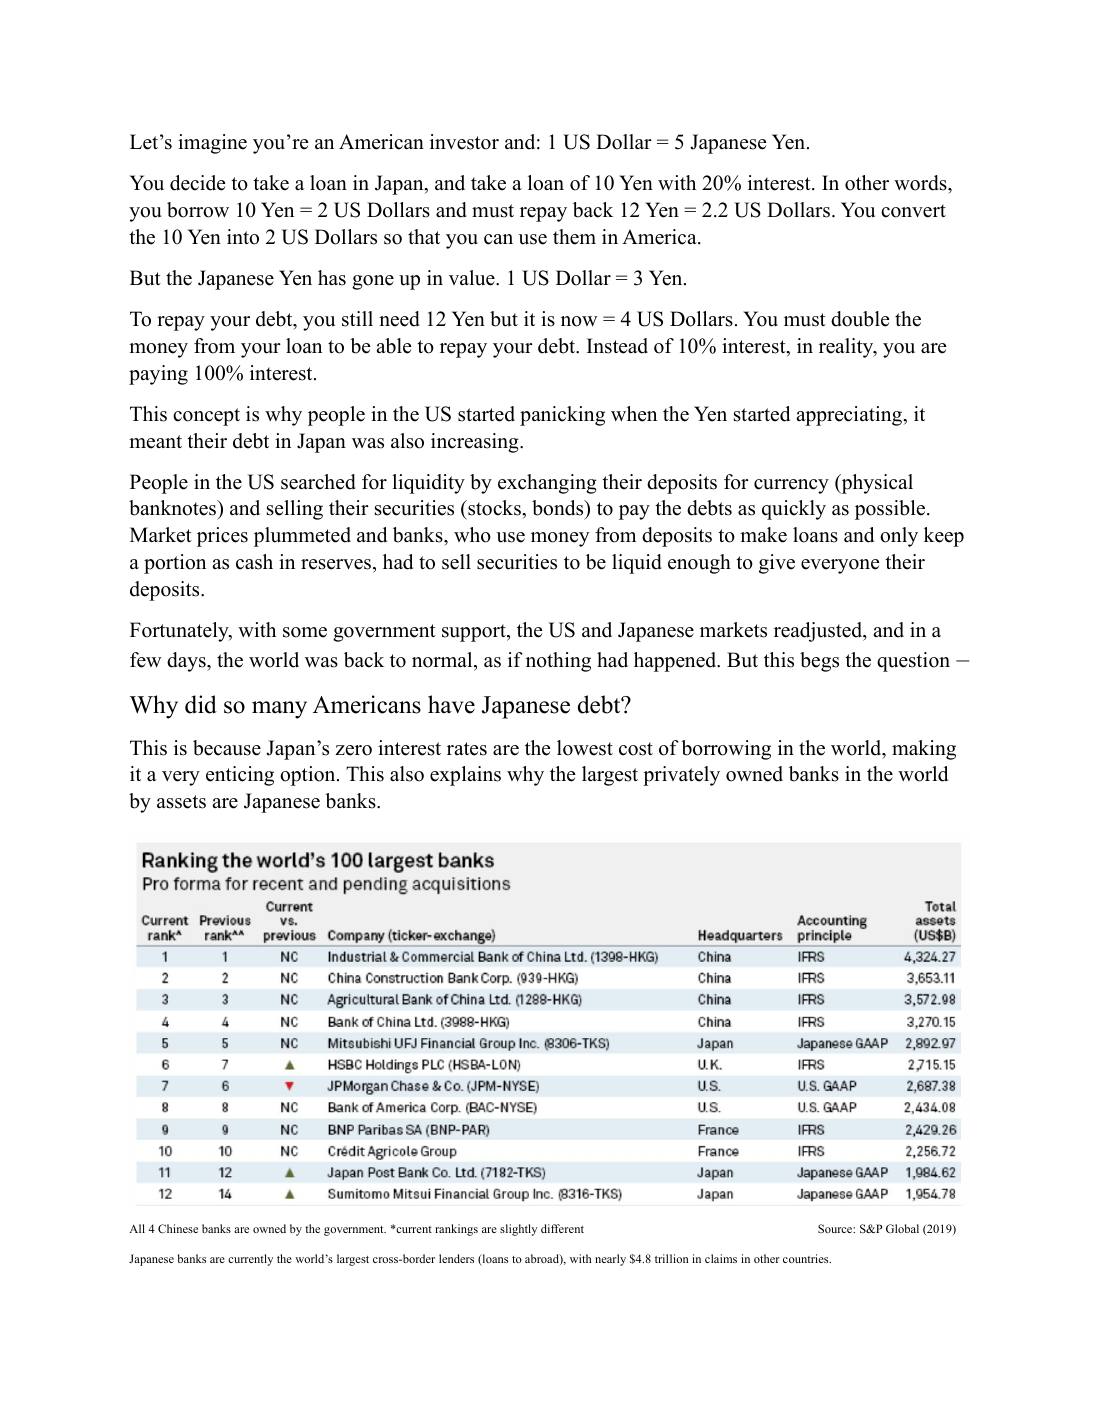 Let’s imagine you’re an American investor and: 1 US Dollar = 5 Japanese Yen.
You decide to take a loan in Japan, and take a loan of 10 Yen with 20% interest. In other words,
you borrow 10 Yen = 2 US Dollars and must repay back 12 Yen = 2.2 US Dollars. You convert
the 10 Yen into 2 US Dollars so that you can use them in America.
But the Japanese Yen has gone up in value. 1 US Dollar = 3 Yen.
To repay your debt, you still need 12 Yen but it is now = 4 US Dollars. You must double the
money from your loan to be able to repay your debt. Instead of 10% interest, in reality, you are
paying 100% interest.
This concept is why people in the US started panicking when the Yen started appreciating, it
meant their debt in Japan was also increasing.
People in the US searched for liquidity by exchanging their deposits for currency (physical
banknotes) and selling their securities (stocks, bonds) to pay the debts as quickly as possible.
Market prices plummeted and banks, who use money from deposits to make loans and only keep
a portion as cash in reserves, had to sell securities to be liquid enough to give everyone their
deposits.
Fortunately, with some government support, the US and Japanese markets readjusted, and in a
few days, the world was back to normal, as if nothing had happened. But this begs the question –
Why did so many Americans have Japanese debt?
This is because Japan’s zero interest rates are the lowest cost of borrowing in the world, making
it a very enticing option. This also explains why the largest privately owned banks in the world
by assets are Japanese banks.
Ranking the world’s 100 largest banks
Pro forma for recent and pending acquisitions
Current rank^ Previous rank^^ Current vs. previous Company (ticker-exchange) Headquarters Accounting principle Total assets (US$B)
1 1 NC Industrial & Commercial Bank of China Ltd. (1398-HKG) China IFRS 4,324.27
2 2 NC China Construction Bank Corp. (939-HKG) China IFRS 3,653.11
3 3 NC Agricultural Bank of China Ltd. (1288-HKG) China IFRS 3,572.98
4 4 NC Bank of China Ltd. (3988-HKG) China IFRS 3,270.15
5 5 NC Mitsubishi UFJ Financial Group Inc. (8306-TKS) Japan Japanese GAAP 2,892.97
6 7 ▲ HSBC Holdings PLC (HSBA-LON) U.K. IFRS 2,715.15
7 6 ▼ JPMorgan Chase & Co. (JPM-NYSE) U.S. U.S. GAAP 2,687.38
8 8 NC Bank of America Corp. (BAC-NYSE) U.S. U.S. GAAP 2,434.08
9 9 NC BNP Paribas SA (BNP-PAR) France IFRS 2,429.26
10 10 NC Crédit Agricole Group France IFRS 2,256.72
11 12 ▲ Japan Post Bank Co. Ltd. (7182-TKS) Japan Japanese GAAP 1,984.62
12 14 ▲ Sumitomo Mitsui Financial Group Inc. (8316-TKS) Japan Japanese GAAP 1,954.78
All 4 Chinese banks are owned by the government. *current rankings are slightly different Source: S&P Global (2019)
Japanese banks are currently the world’s largest cross-border lenders (loans to abroad), with nearly $4.8 trillion in claims in other countries.